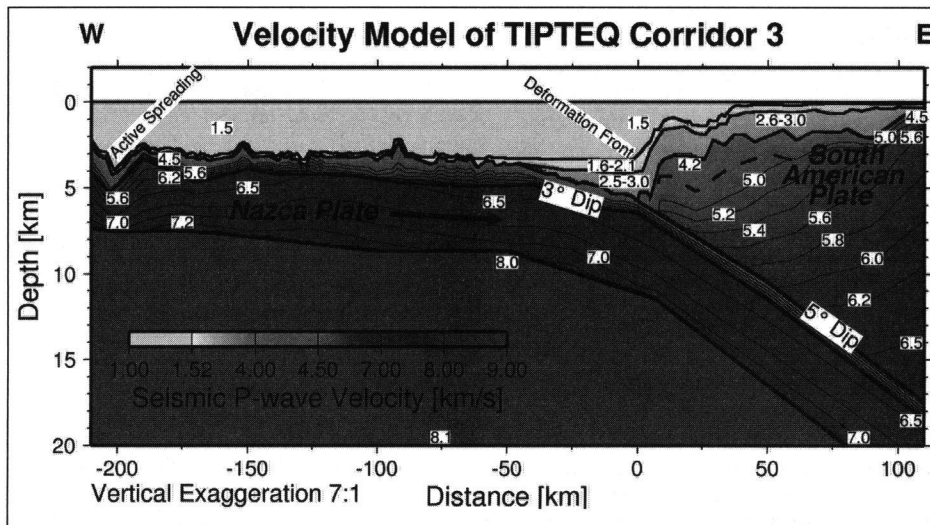 W Velocity Model of TIPTEQ Corridor 3 E
Active Spreading
Deformation Front
0
1.5
1.5
2.6-3.0
4.5
5.0
5.6
4.5
6.2
5.6
1.6-2.1
4.2
South
American
Plate
5
5.6
6.5
2.5-3.0
5.0
Nazca Plate
6.5
3° Dip
7.0
7.2
5.2
5.4
5.6
5.8
6.0
8.0
7.0
10
6.2
5° Dip
6.5
15
1.00 1.52 4.00 4.50 7.00 8.00 9.00
Seismic P-wave Velocity [km/s]
6.5
20
8.1
7.0
Depth [km]
-200 -150 -100 -50 0 50 100
Vertical Exaggeration 7:1 Distance [km]